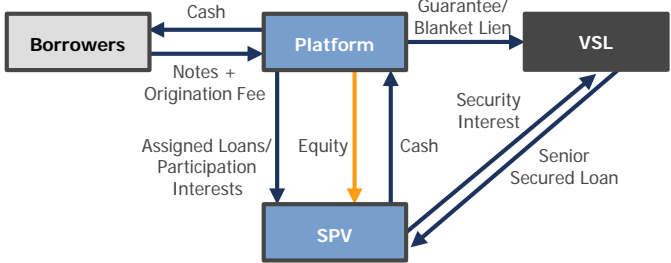 Cash
Guarantee/
Blanket Lien
Borrowers
Platform
VSL
Notes +
Origination Fee
Security
Interest
Assigned Loans/
Participation
Interests
Equity
Cash
Senior
Secured Loan
SPV